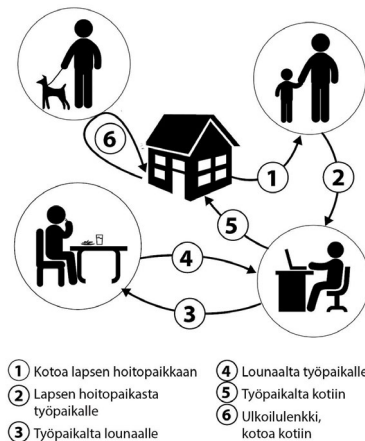 6
1
2
5
4
3
1 Kotoa lapsen hoitopaikkaan
2 Lapsen hoitopaikasta
työpaikalle
3 Työpaikalta lounaalle
4 Lounaalta työpaikalle
5 Työpaikalta kotiin
6 Ulkoilulenkki,
kotoa kotiin